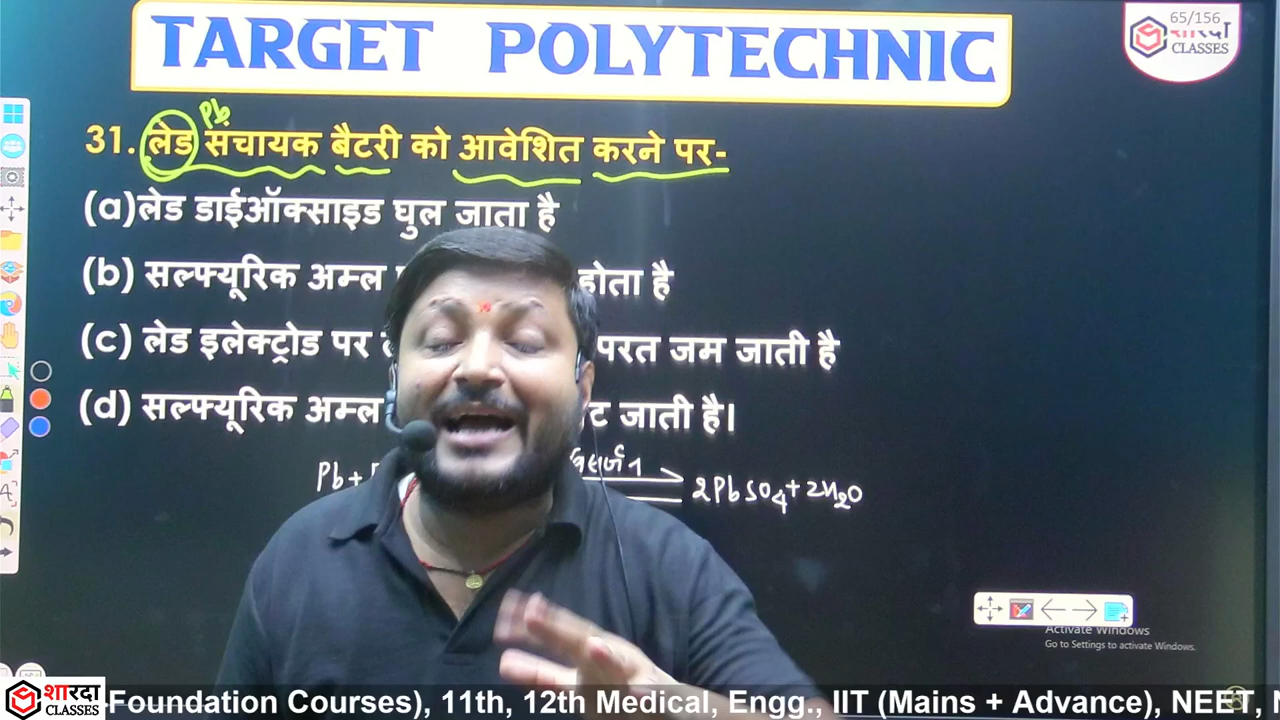 TARGET POLYTECHNIC
65/156
शारदा
CLASSES
Pb
31. लेड सचायक बैटरी को आवेशित करने पर-
(a)लेड डाईऑक्साइड घुल जाता है
(b) सल्फ्यूरिक अम्ल होता है
(c) लेड इलेक्ट्रोड पर परत जम जाती है
(d) सल्फ्यूरिक अम्ल जाती है।
Pb+ 2PbSO4+2H2O
Activate Windows
Go to Settings to activate Windows.
शारदा
CLASSES
Foundation Courses), 11th, 12th Medical, Engg., IIT (Mains + Advance), NEET,